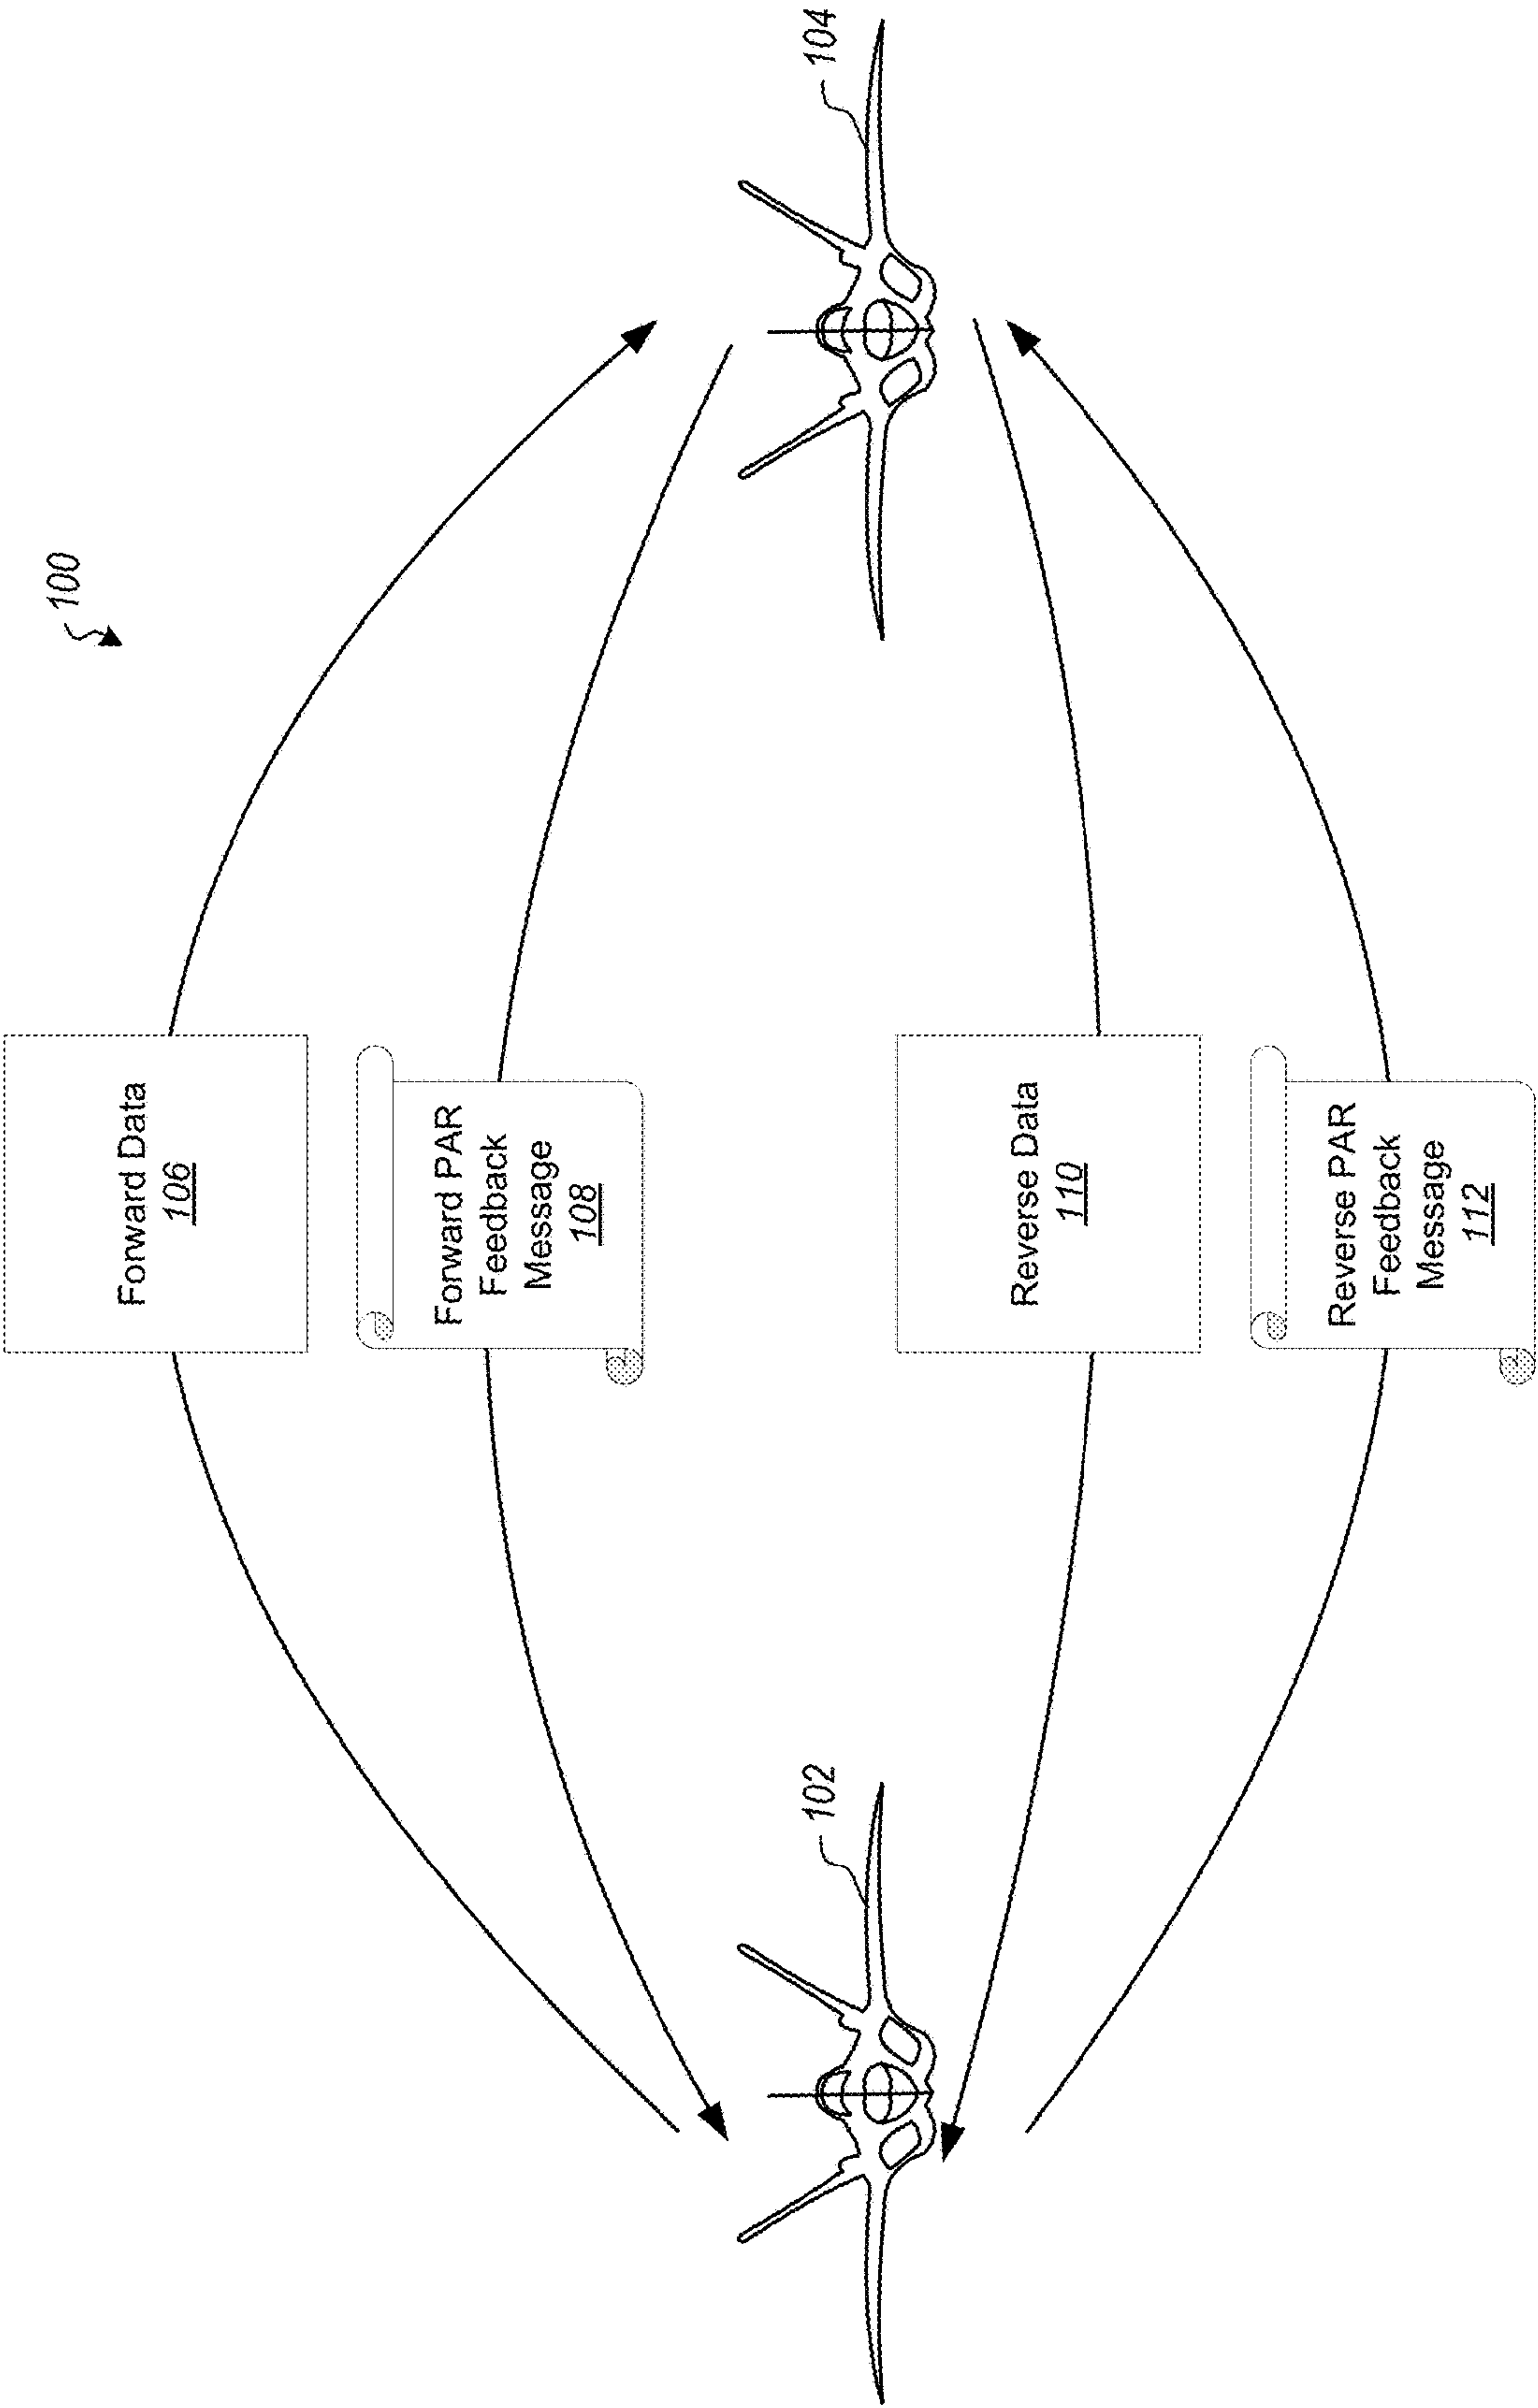 100
Forward Data
106
Forward PAR
Feedback
Message
108
102
104
Reverse Data
110
Reverse PAR
Feedback
Message
112